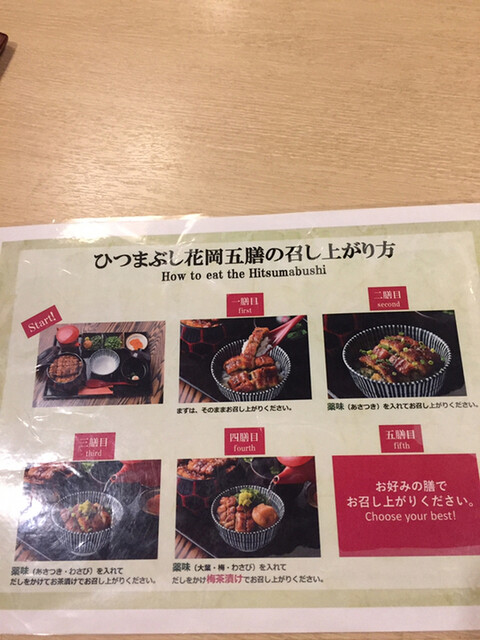 ひつまぶし花岡五膳の召し上がり方
How to eat the Hitsumabushi
Start!
一膳目
first
まずは、そのままお召し上がりください。
二膳目
second
薬味（あさつき）を入れてお召し上がりください。
三膳目
third
薬味（あさつき・わさび）を入れて
だしをかけてお茶漬けでお召し上がりください。
四膳目
fourth
薬味（大葉・梅・わさび）を入れて
だしをかけ梅茶漬けでお召し上がりください。
五膳目
fifth
お好みの膳で
お召し上がりください。
Choose your best!